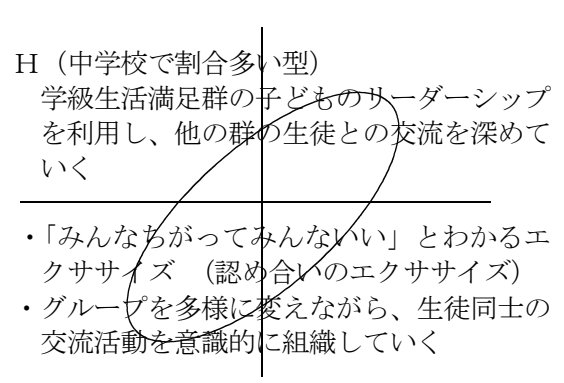 H（中学校で割合多い型）
学級生活満足群の子どものリーダーシップ
を利用し、他の群の生徒との交流を深めて
いく
・「みんなちがってみんないい」とわかるエ
クササイズ　（認め合いのエクササイズ）
・グループを多様に変えながら、生徒同士の
交流活動を意識的に組織していく